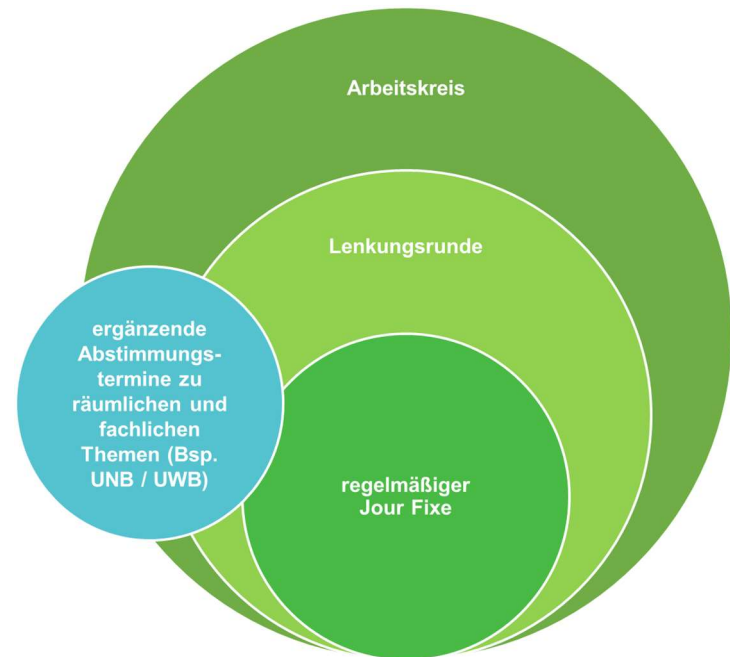 Arbeitskreis
Lenkungsrunde
ergänzende
Abstimmungs-
termine zu
räumlichen und
fachlichen
Themen (Bsp.
UNB / UWB)
regelmäßiger
Jour Fixe